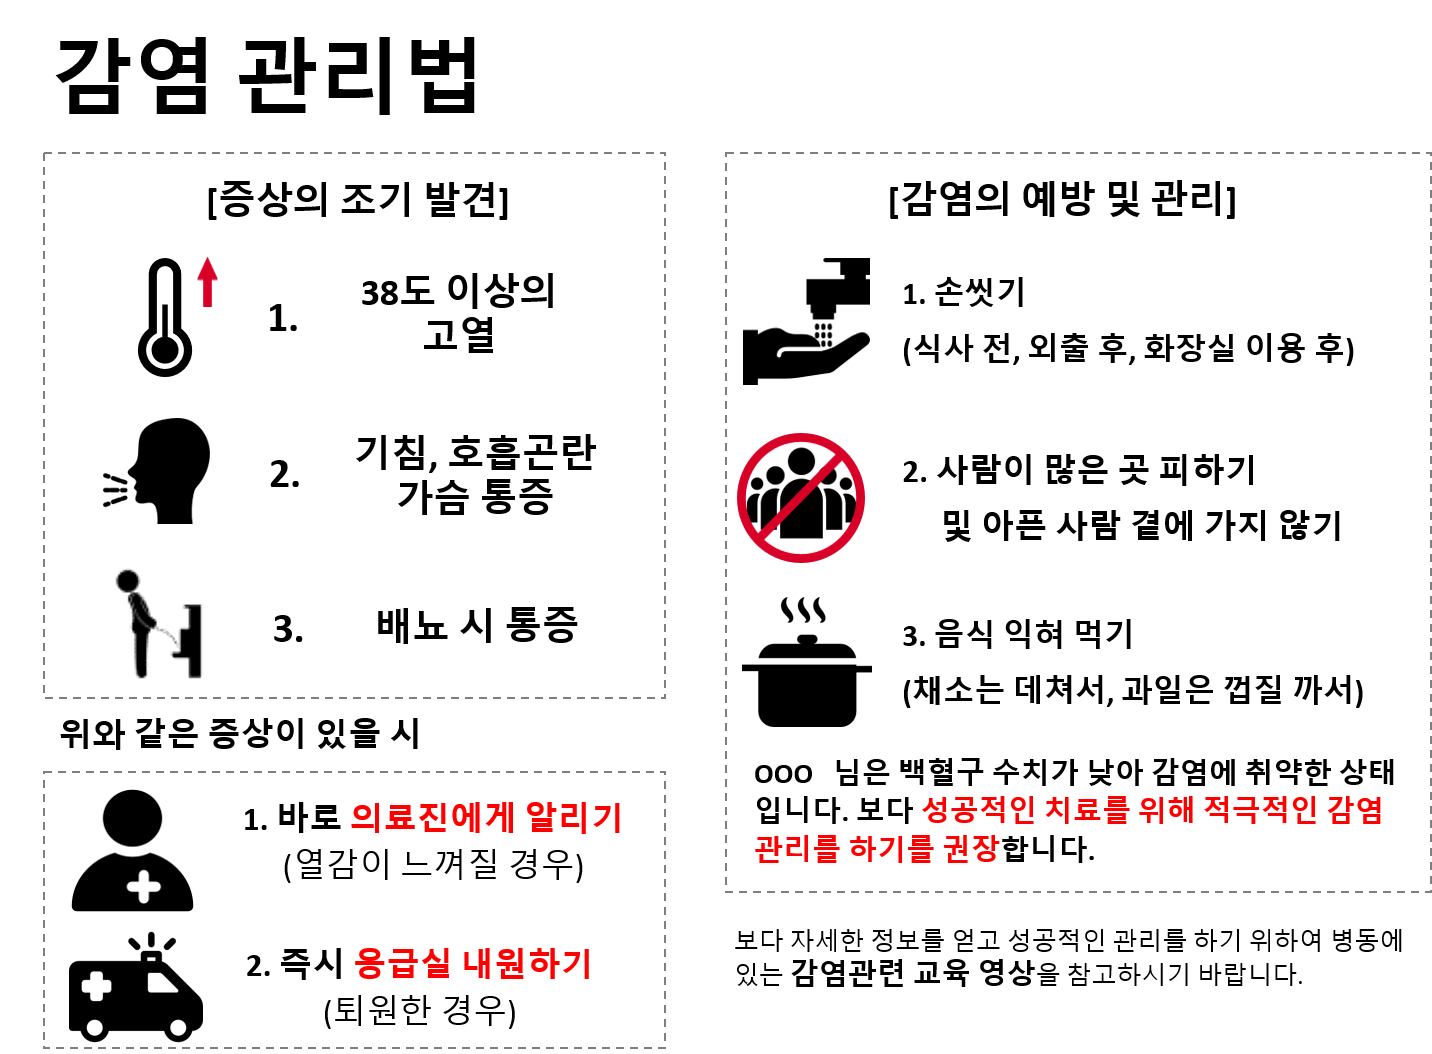 감염 관리법
[증상의 조기 발견]
1. 38도 이상의
고열
2. 기침, 호흡곤란
가슴 통증
3. 배뇨 시 통증
위와 같은 증상이 있을 시
1. 바로 의료진에게 알리기
(열감이 느껴질 경우)
2. 즉시 응급실 내원하기
(퇴원한 경우)
[감염의 예방 및 관리]
1. 손씻기
(식사 전, 외출 후, 화장실 이용 후)
2. 사람이 많은 곳 피하기
및 아픈 사람 곁에 가지 않기
3. 음식 익혀 먹기
(채소는 데쳐서, 과일은 껍질 까서)
OOO 님은 백혈구 수치가 낮아 감염에 취약한 상태
입니다. 보다 성공적인 치료를 위해 적극적인 감염
관리를 하기를 권장합니다.
보다 자세한 정보를 얻고 성공적인 관리를 하기 위하여 병동에
있는 감염관련 교육 영상을 참고하시기 바랍니다.